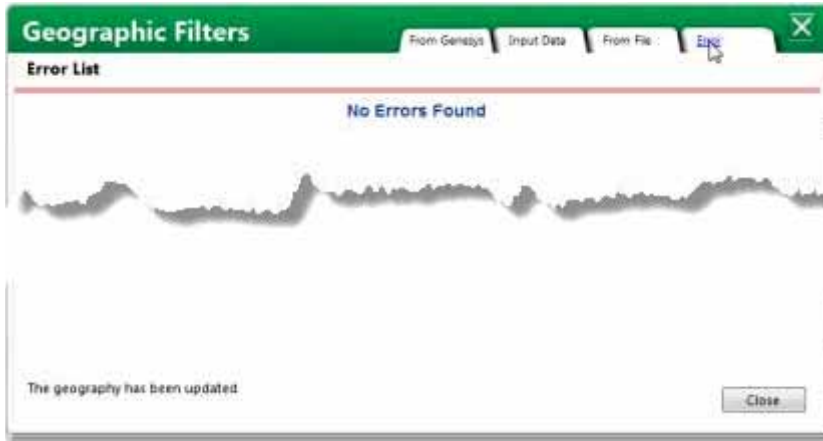 Geographic Filters
From Genesys
Input Data
From File
Error
Error List
No Errors Found
The geography has been updated
Close